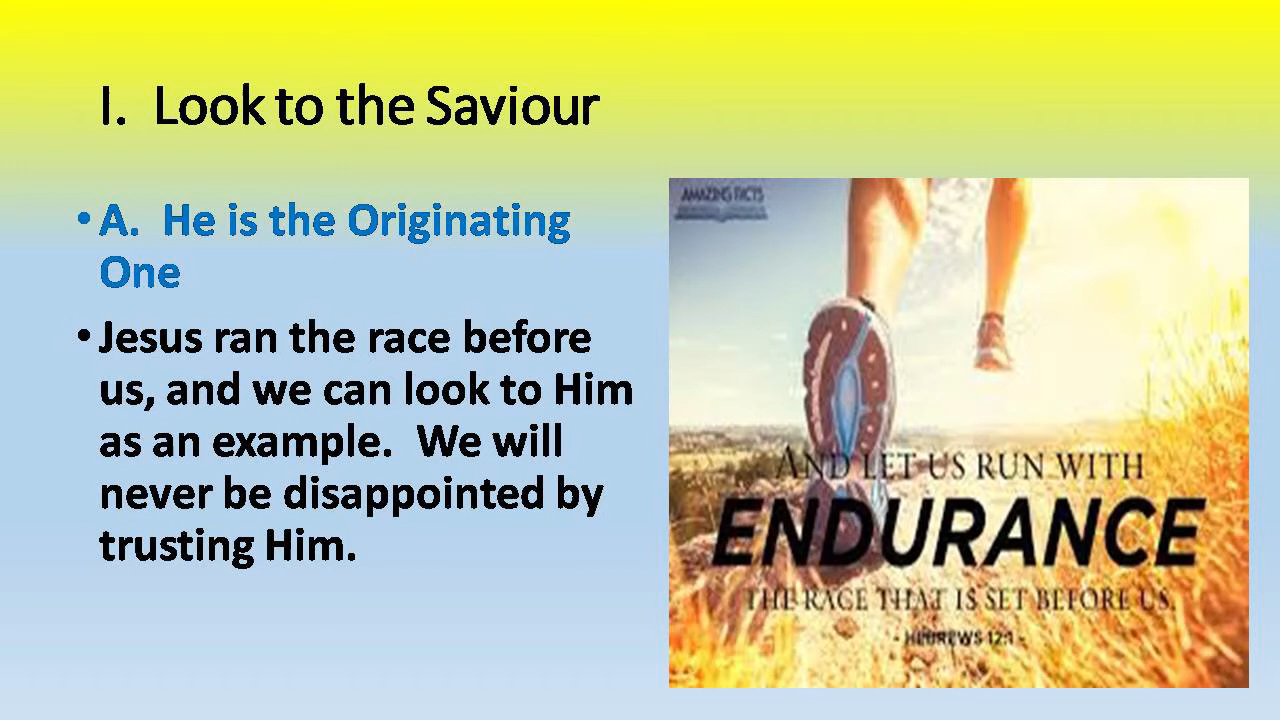 I.  Look to the Saviour
• A.  He is the Originating
One
• Jesus ran the race before
us, and we can look to Him
as an example.  We will
never be disappointed by
trusting Him.
AMAZING FACTS
AND LET US RUN WITH
ENDURANCE
THE RACE THAT IS SET BEFORE US.
- HEBREWS 12:1 -